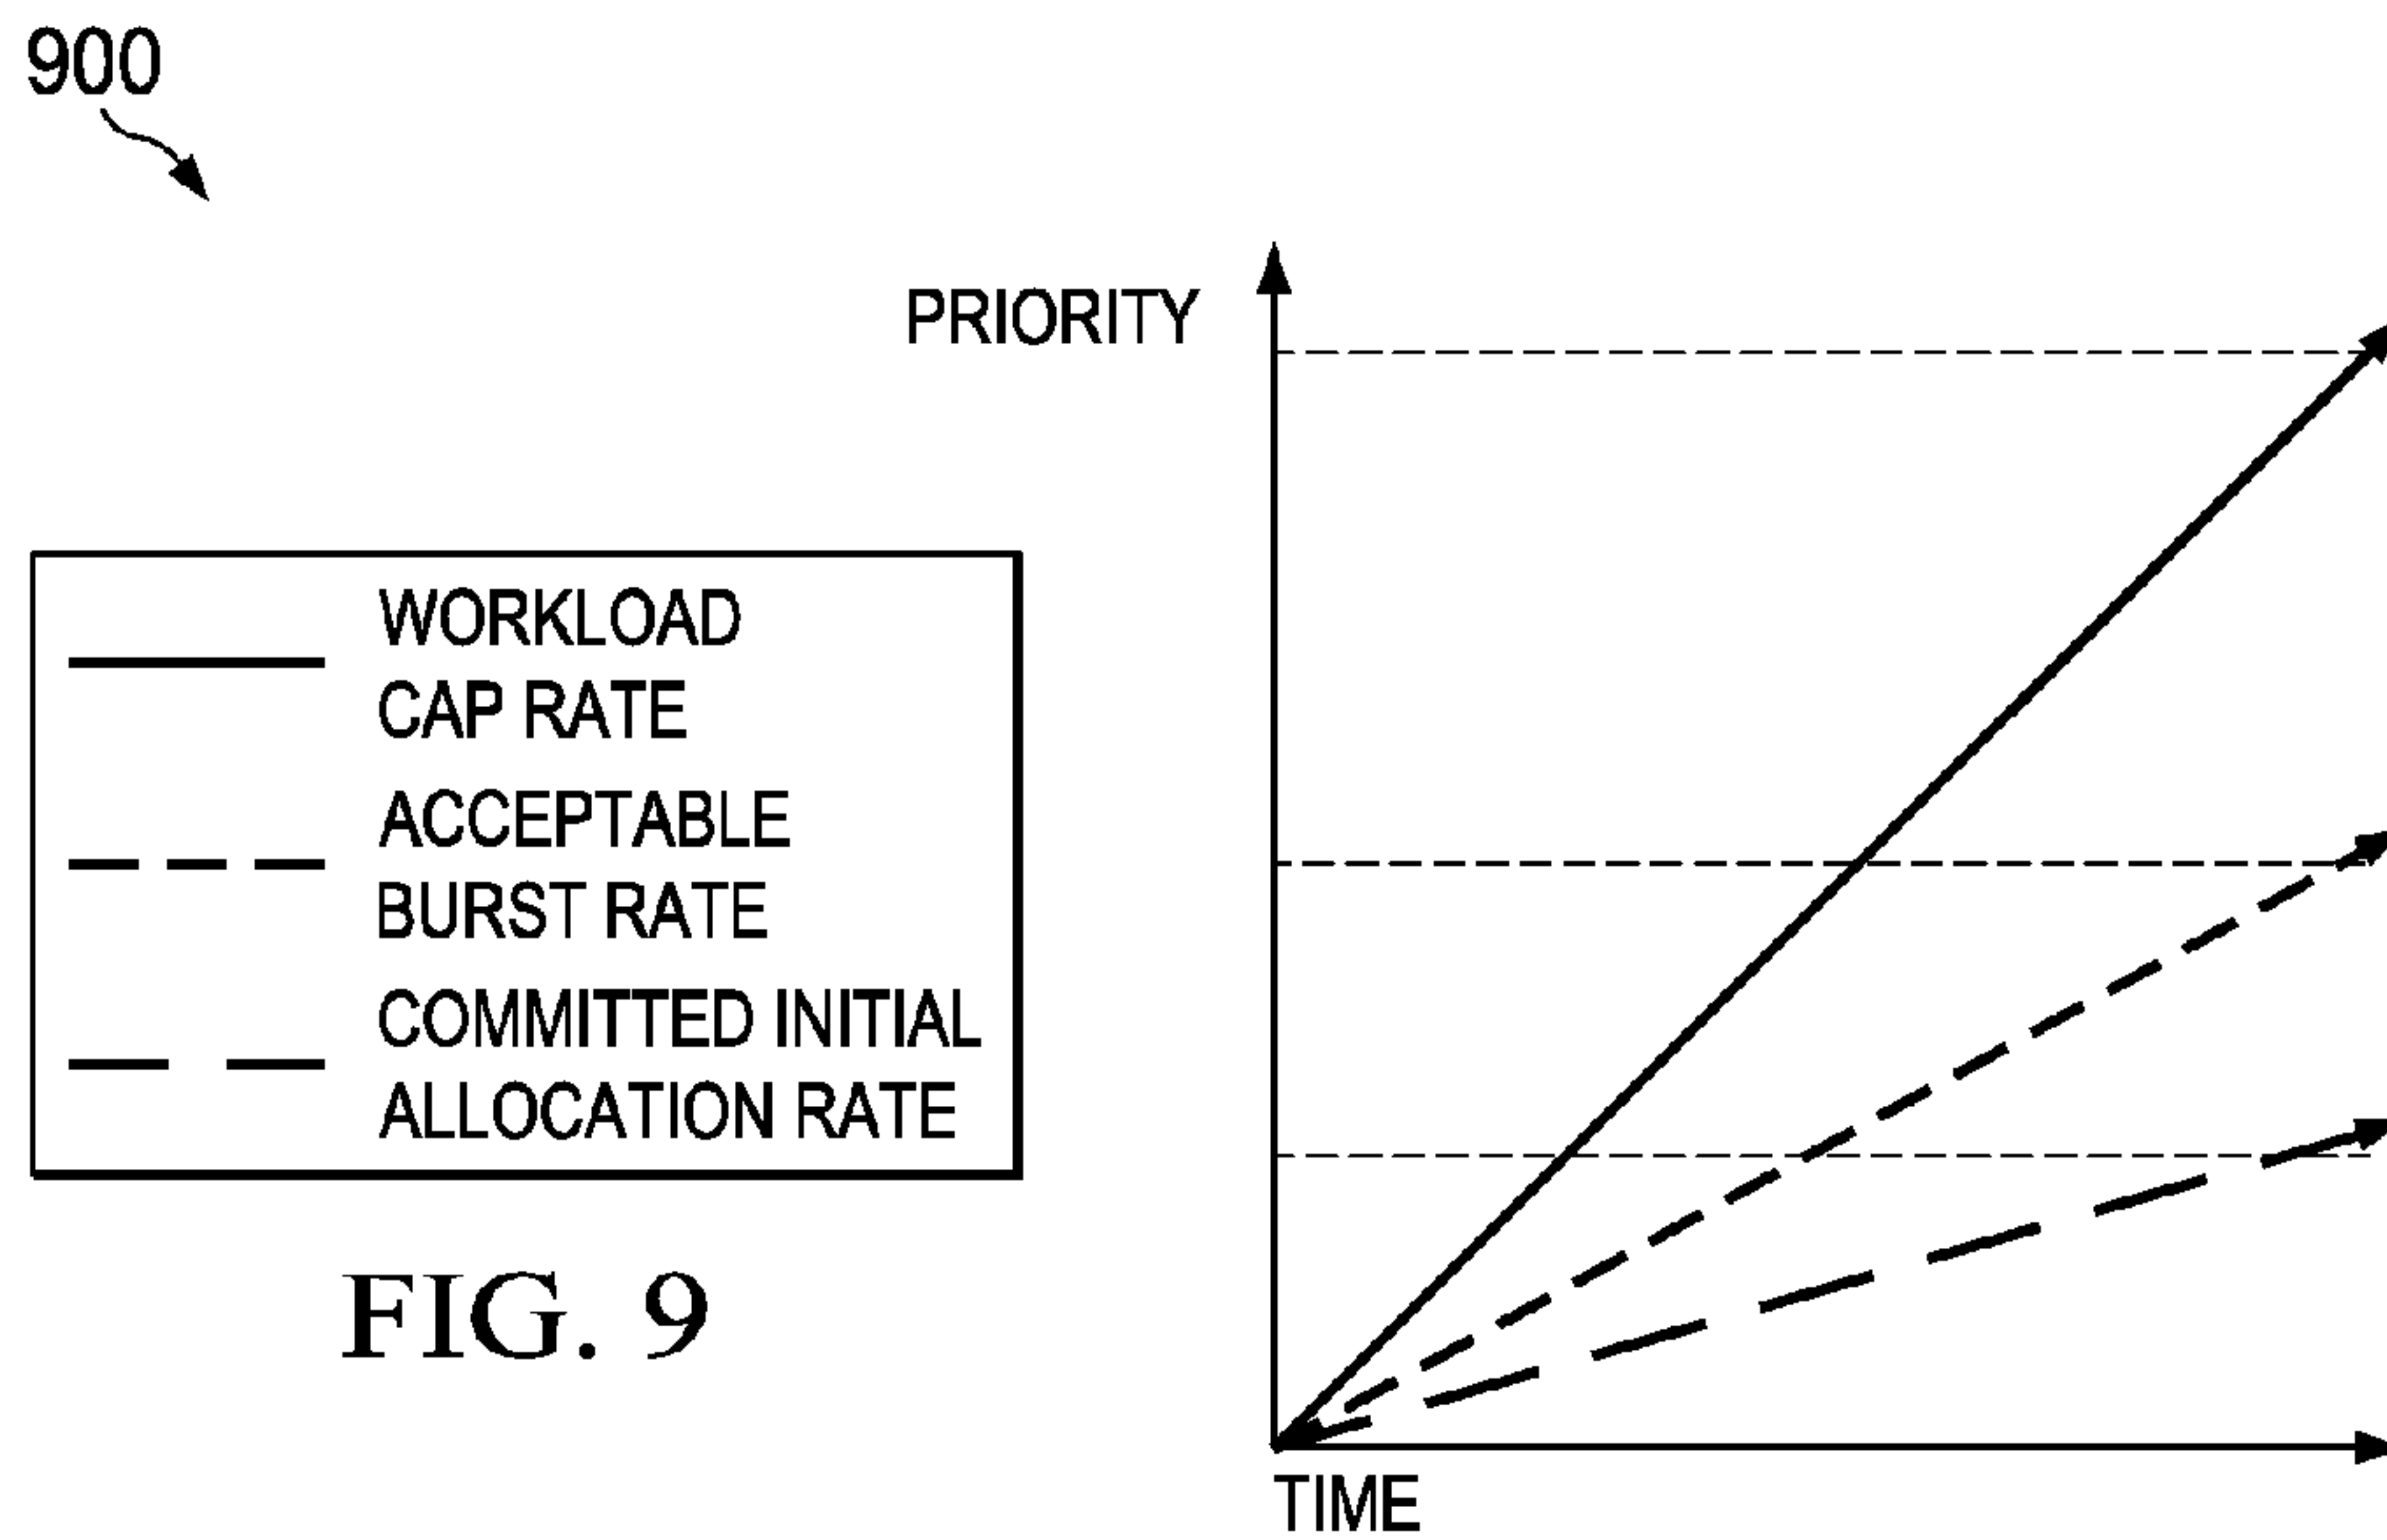 900
PRIORITY
WORKLOAD
CAP RATE
ACCEPTABLE
BURST RATE
COMMITTED INITIAL
ALLOCATION RATE
FIG. 9
TIME